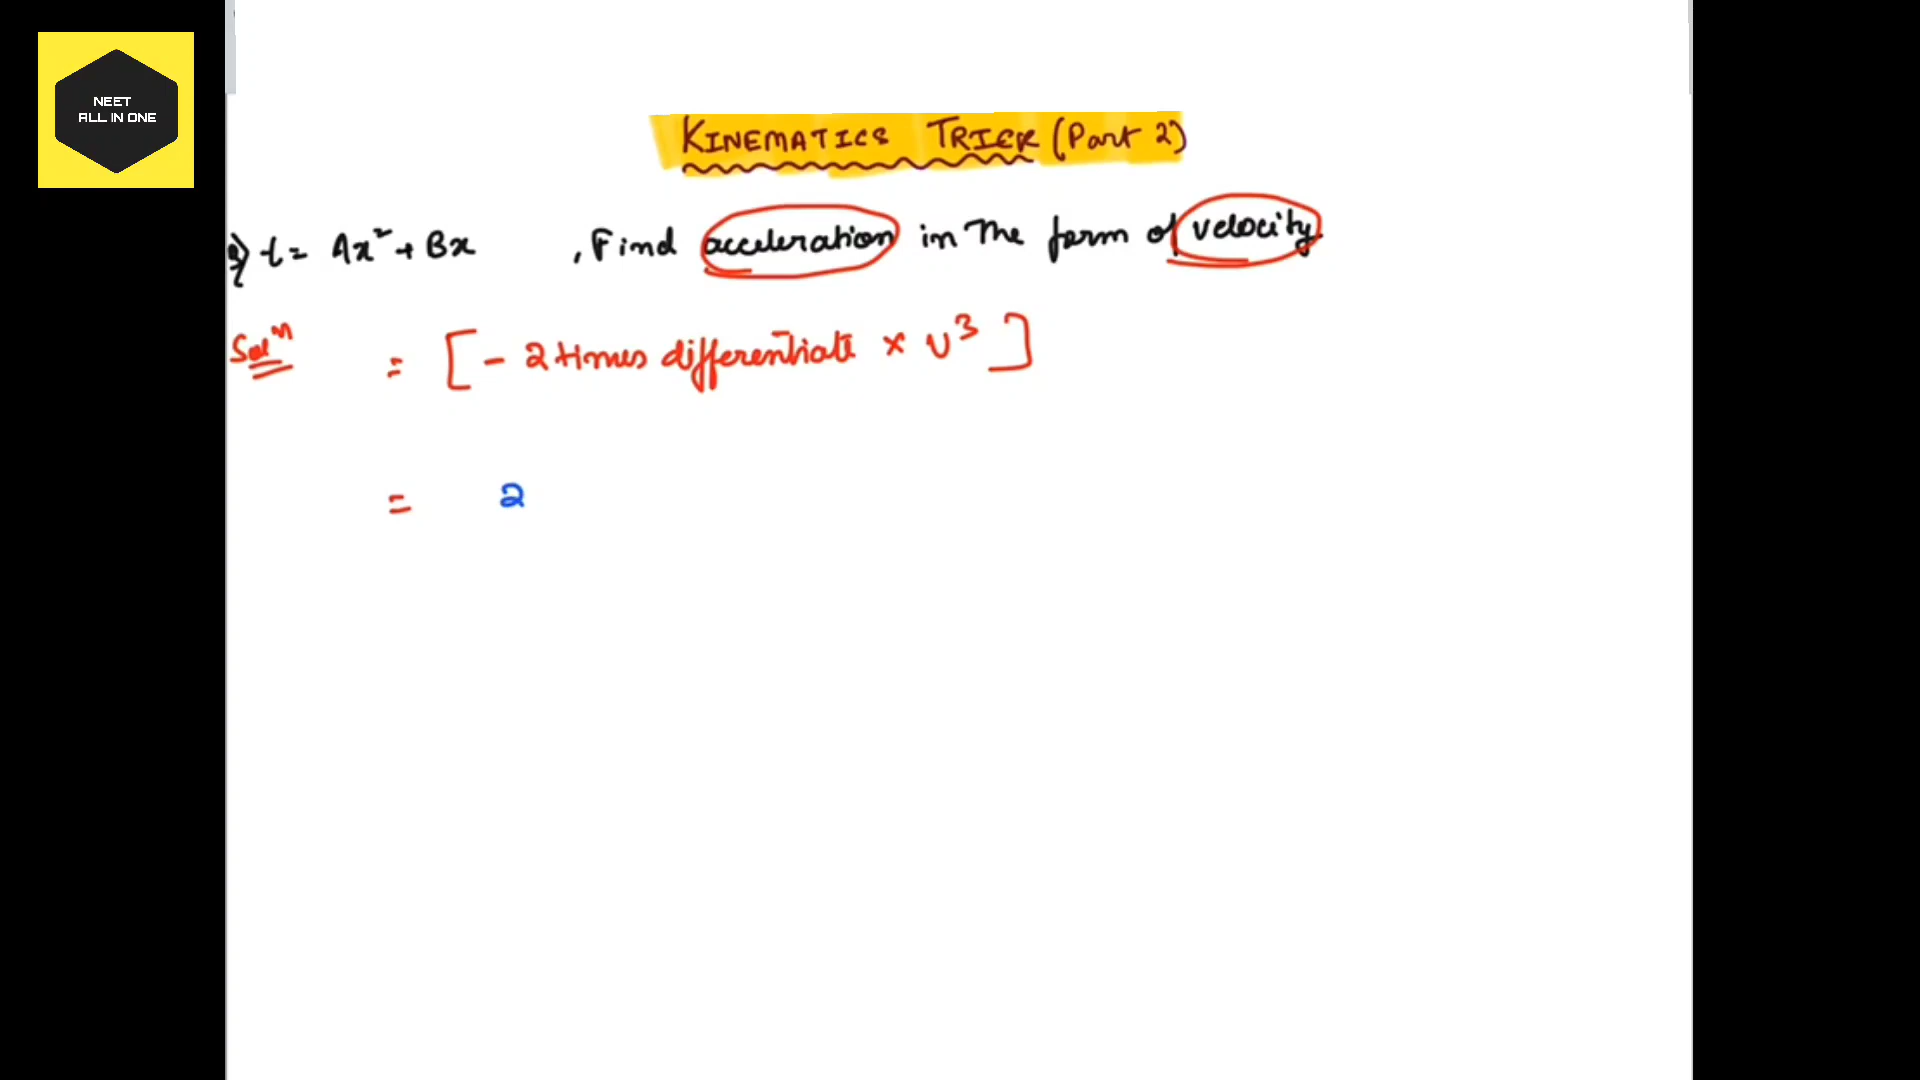 NEET
ALL IN ONE
KINEMATICS TRICK (Part 2)
Q) t = Ax² + Bx , Find acceleration in The form of velocity
Solⁿ = [ - 2 times differentiate × v³ ]
= 2